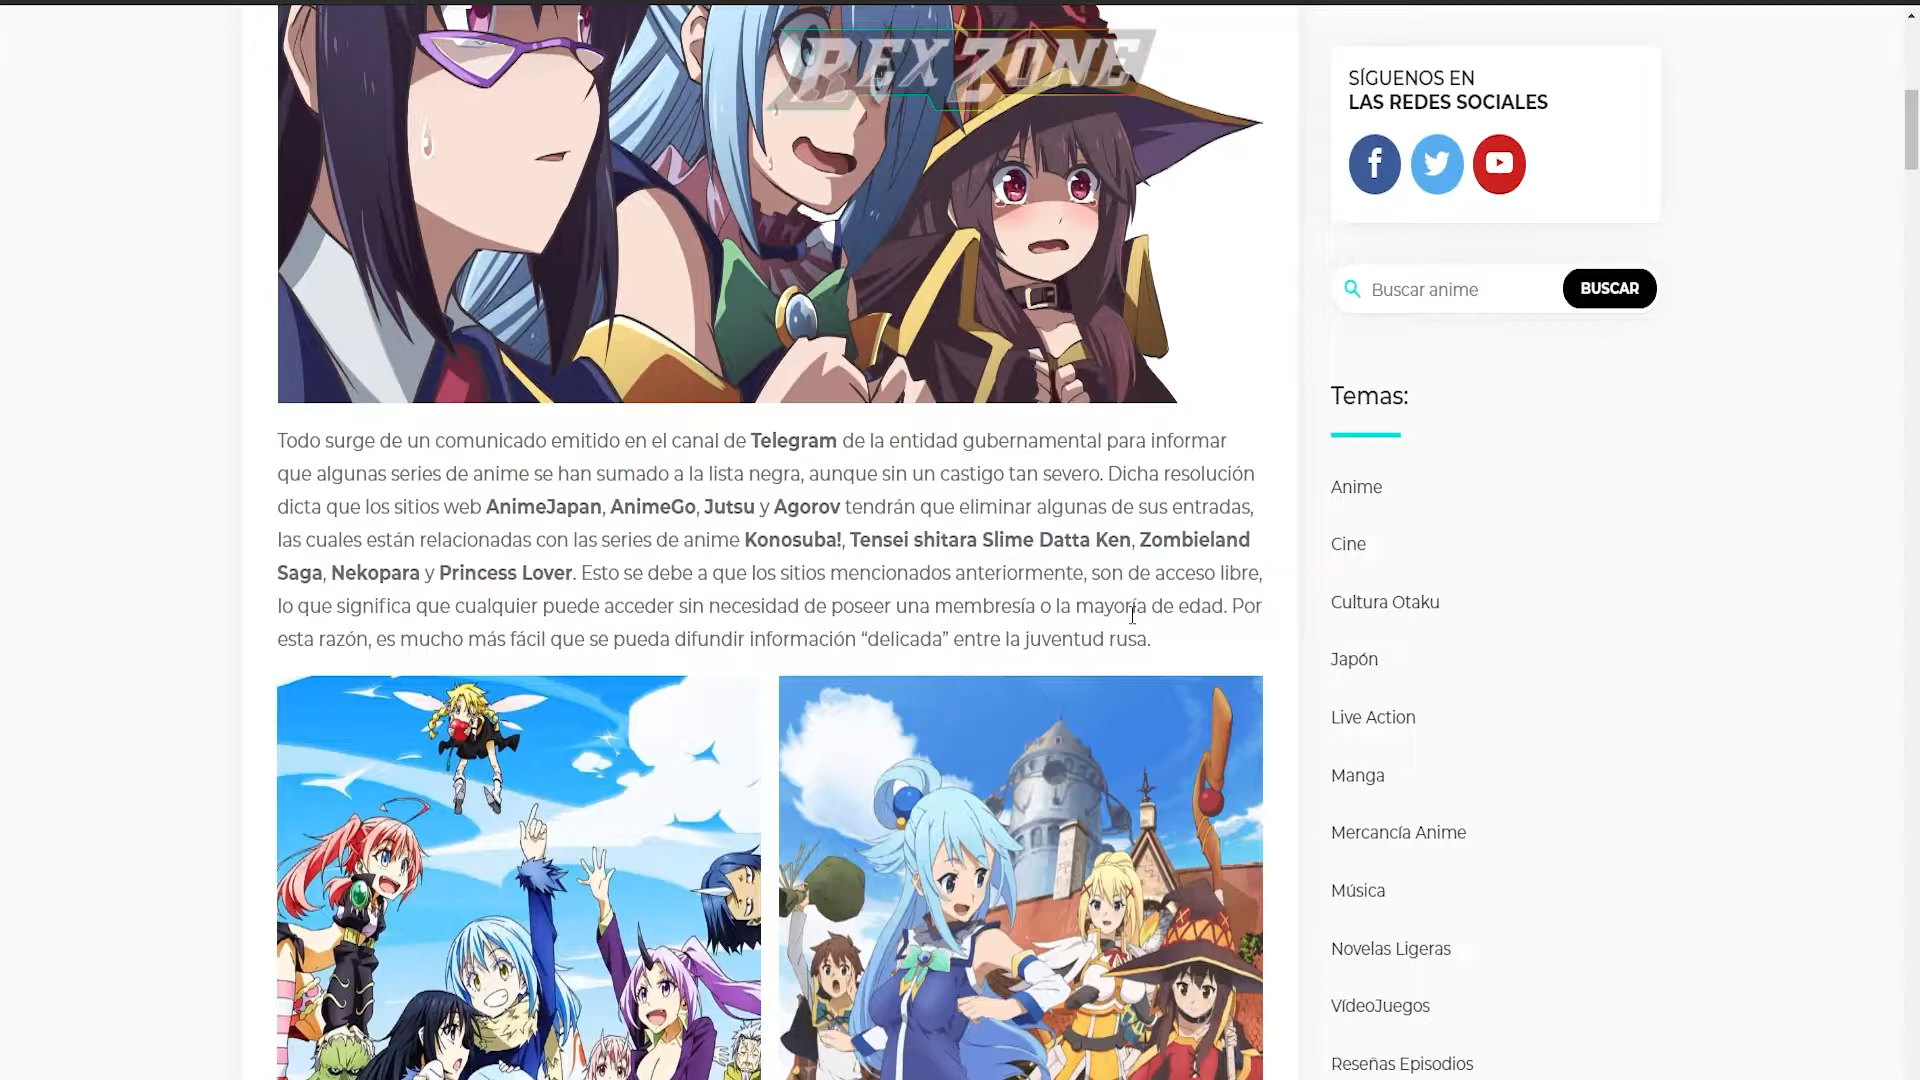 REX ZONE
Todo surge de un comunicado emitido en el canal de Telegram de la entidad gubernamental para informar
que algunas series de anime se han sumado a la lista negra, aunque sin un castigo tan severo. Dicha resolución
dicta que los sitios web AnimeJapan, AnimeGo, Jutsu y Agorov tendrán que eliminar algunas de sus entradas,
las cuales están relacionadas con las series de anime Konosuba!, Tensei shitara Slime Datta Ken, Zombieland
Saga, Nekopara y Princess Lover. Esto se debe a que los sitios mencionados anteriormente, son de acceso libre,
lo que significa que cualquier puede acceder sin necesidad de poseer una membresía o la mayoría de edad. Por
esta razón, es mucho más fácil que se pueda difundir información “delicada” entre la juventud rusa.
SÍGUENOS EN
LAS REDES SOCIALES
Buscar anime
BUSCAR
Temas:
Anime
Cine
Cultura Otaku
Japón
Live Action
Manga
Mercancía Anime
Música
Novelas Ligeras
VídeoJuegos
Reseñas Episodios